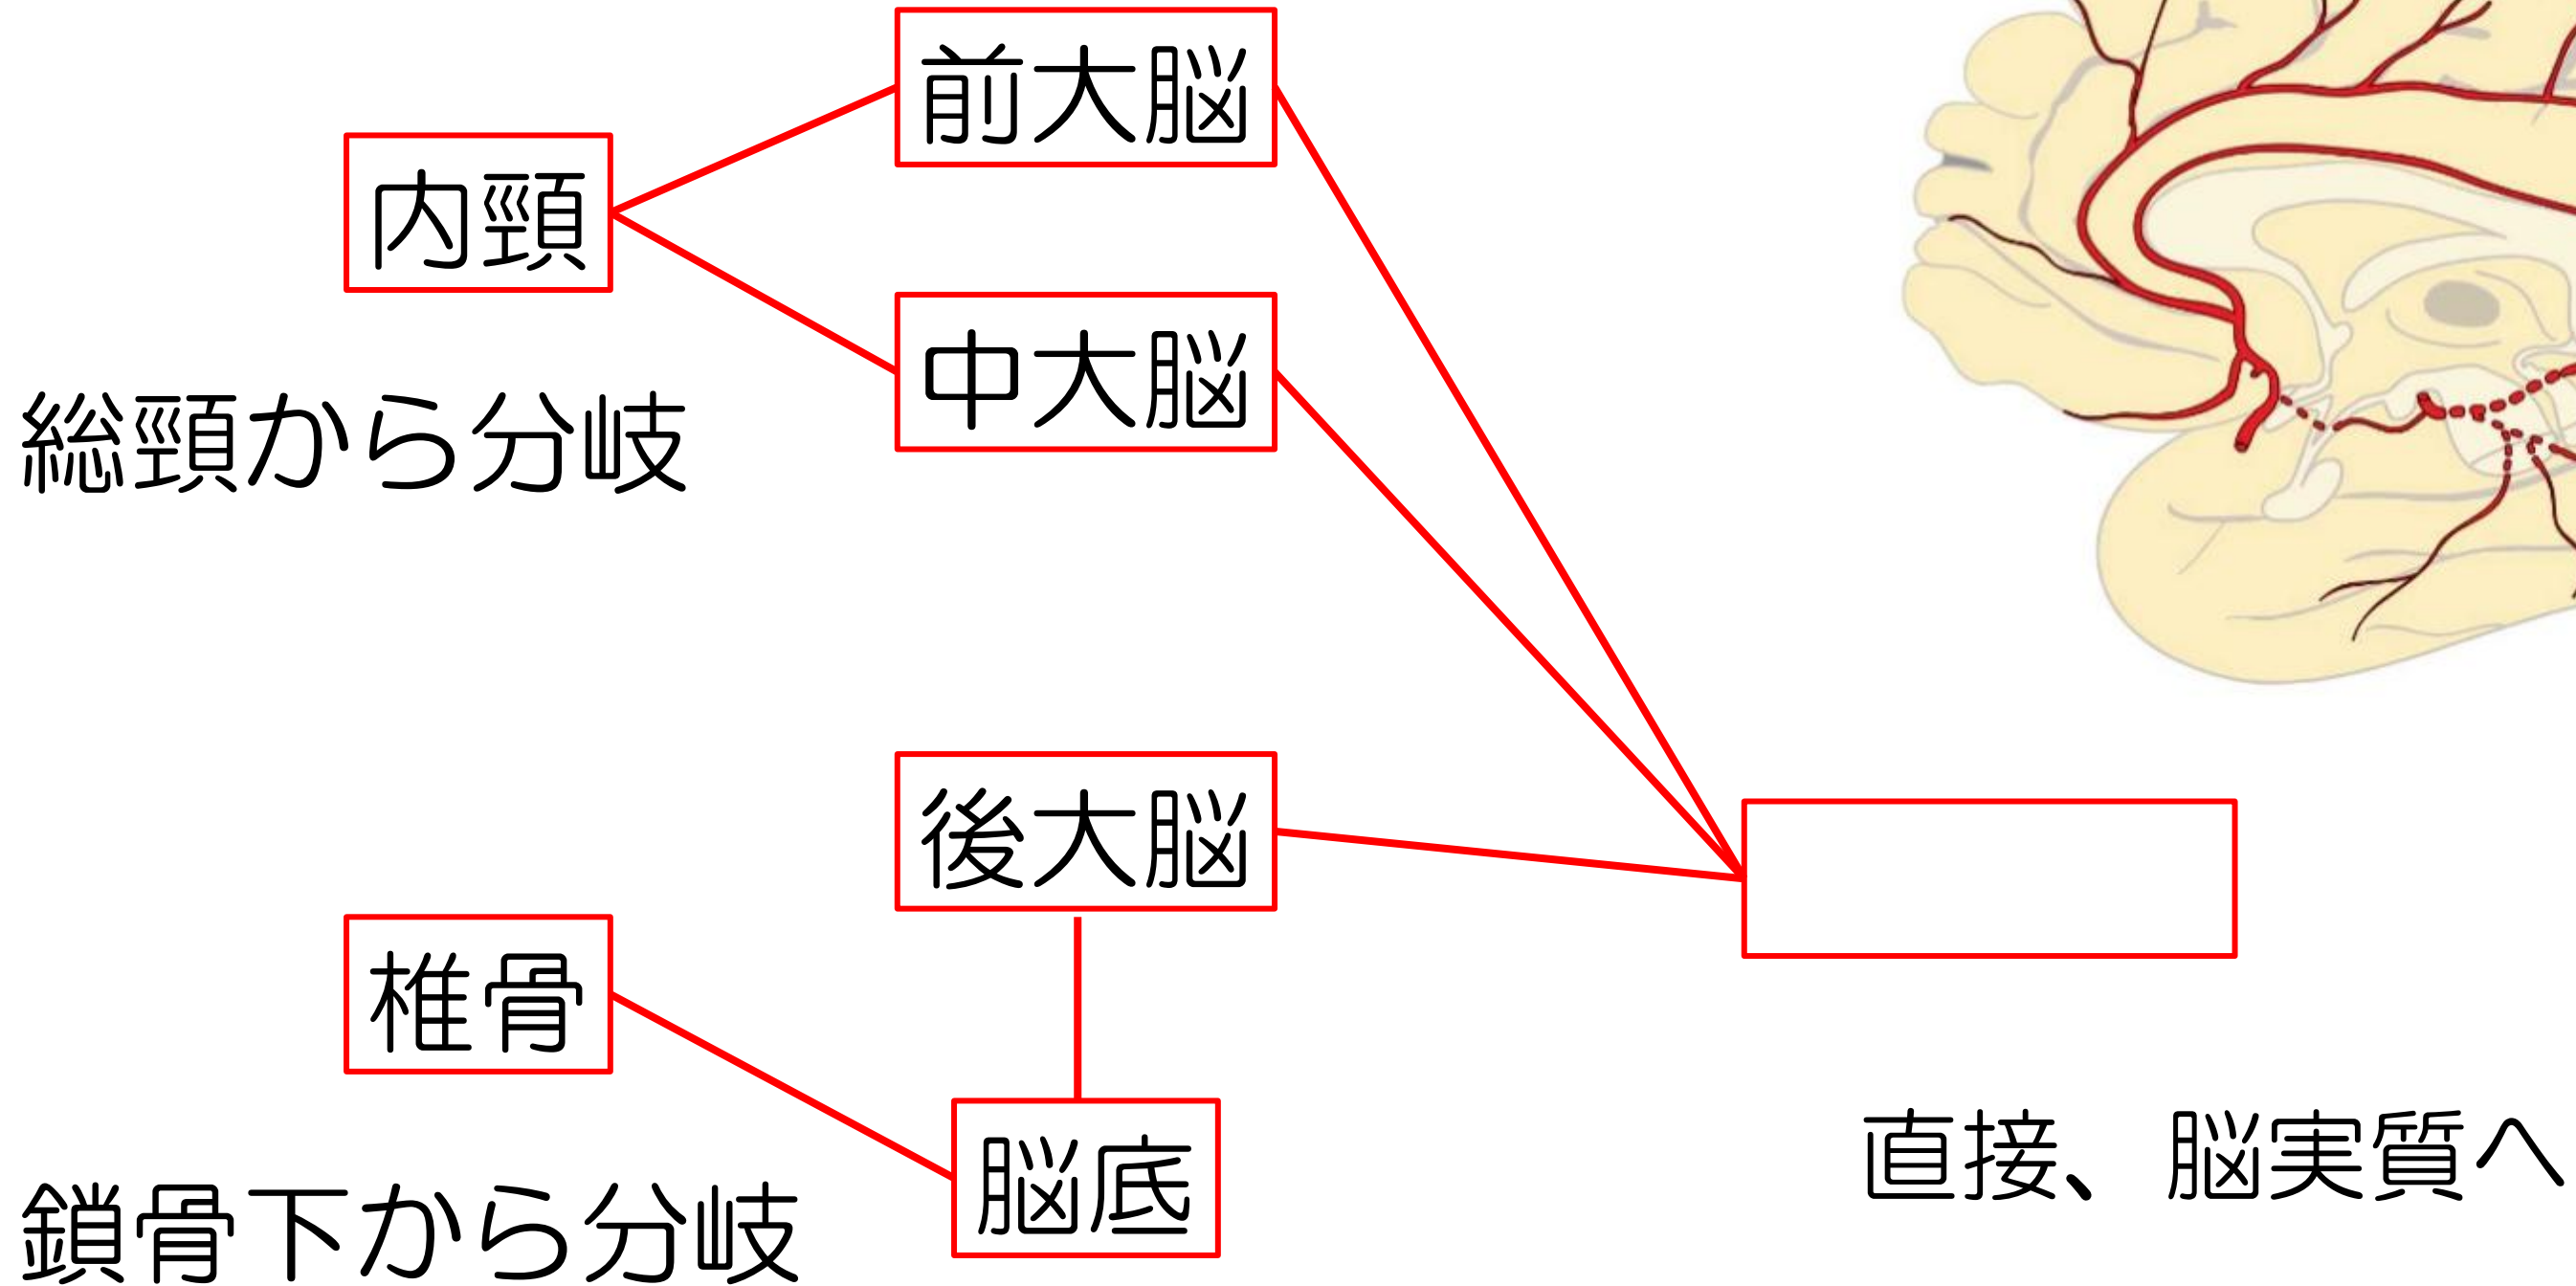 前大脳
内頸
中大脳
総頸から分岐
後大脳
椎骨
脳底
直接、脳実質へ
鎖骨下から分岐